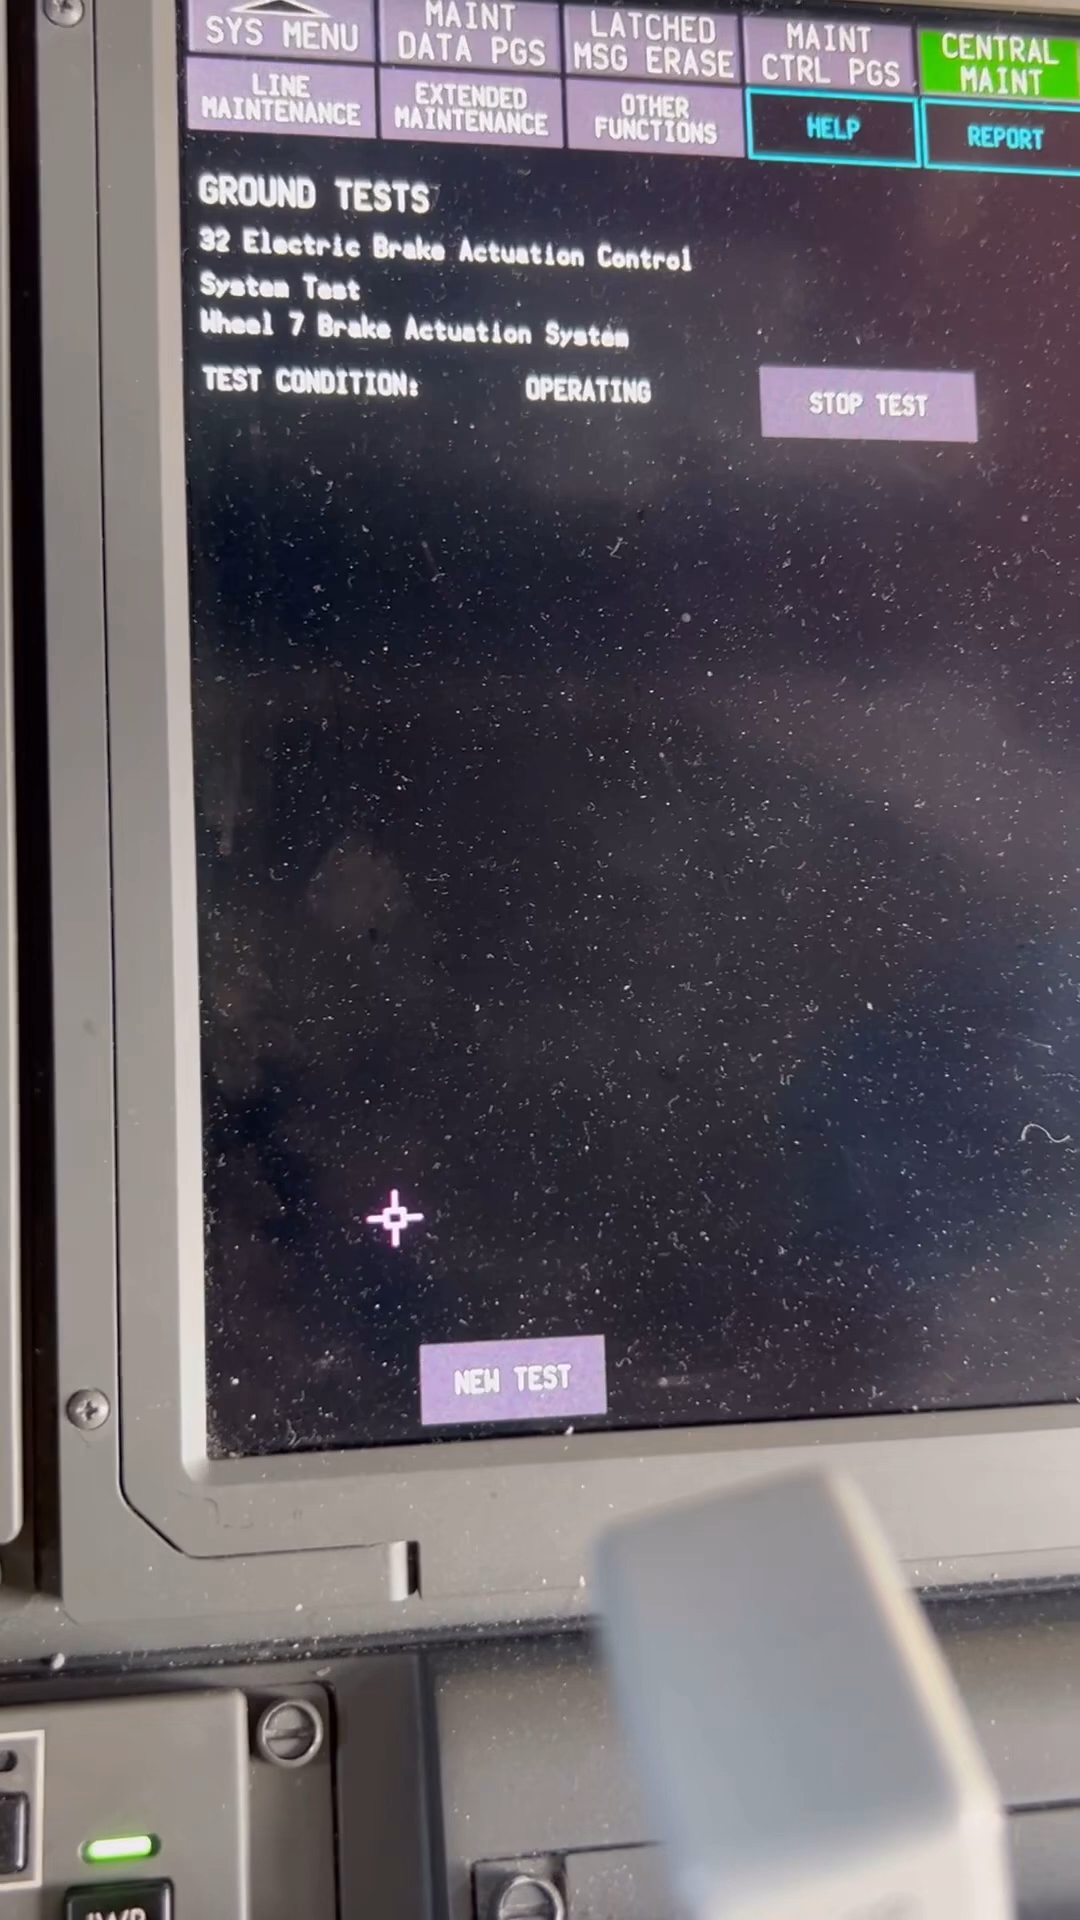 SYS MENU
MAINT
DATA PGS
LATCHED
MSG ERASE
MAINT
CTRL PGS
CENTRAL
MAINT
LINE
MAINTENANCE
EXTENDED
MAINTENANCE
OTHER
FUNCTIONS
HELP
REPORT
GROUND TESTS
32 Electric Brake Actuation Control
System Test
Wheel 7 Brake Actuation System
TEST CONDITION: OPERATING
STOP TEST
NEW TEST